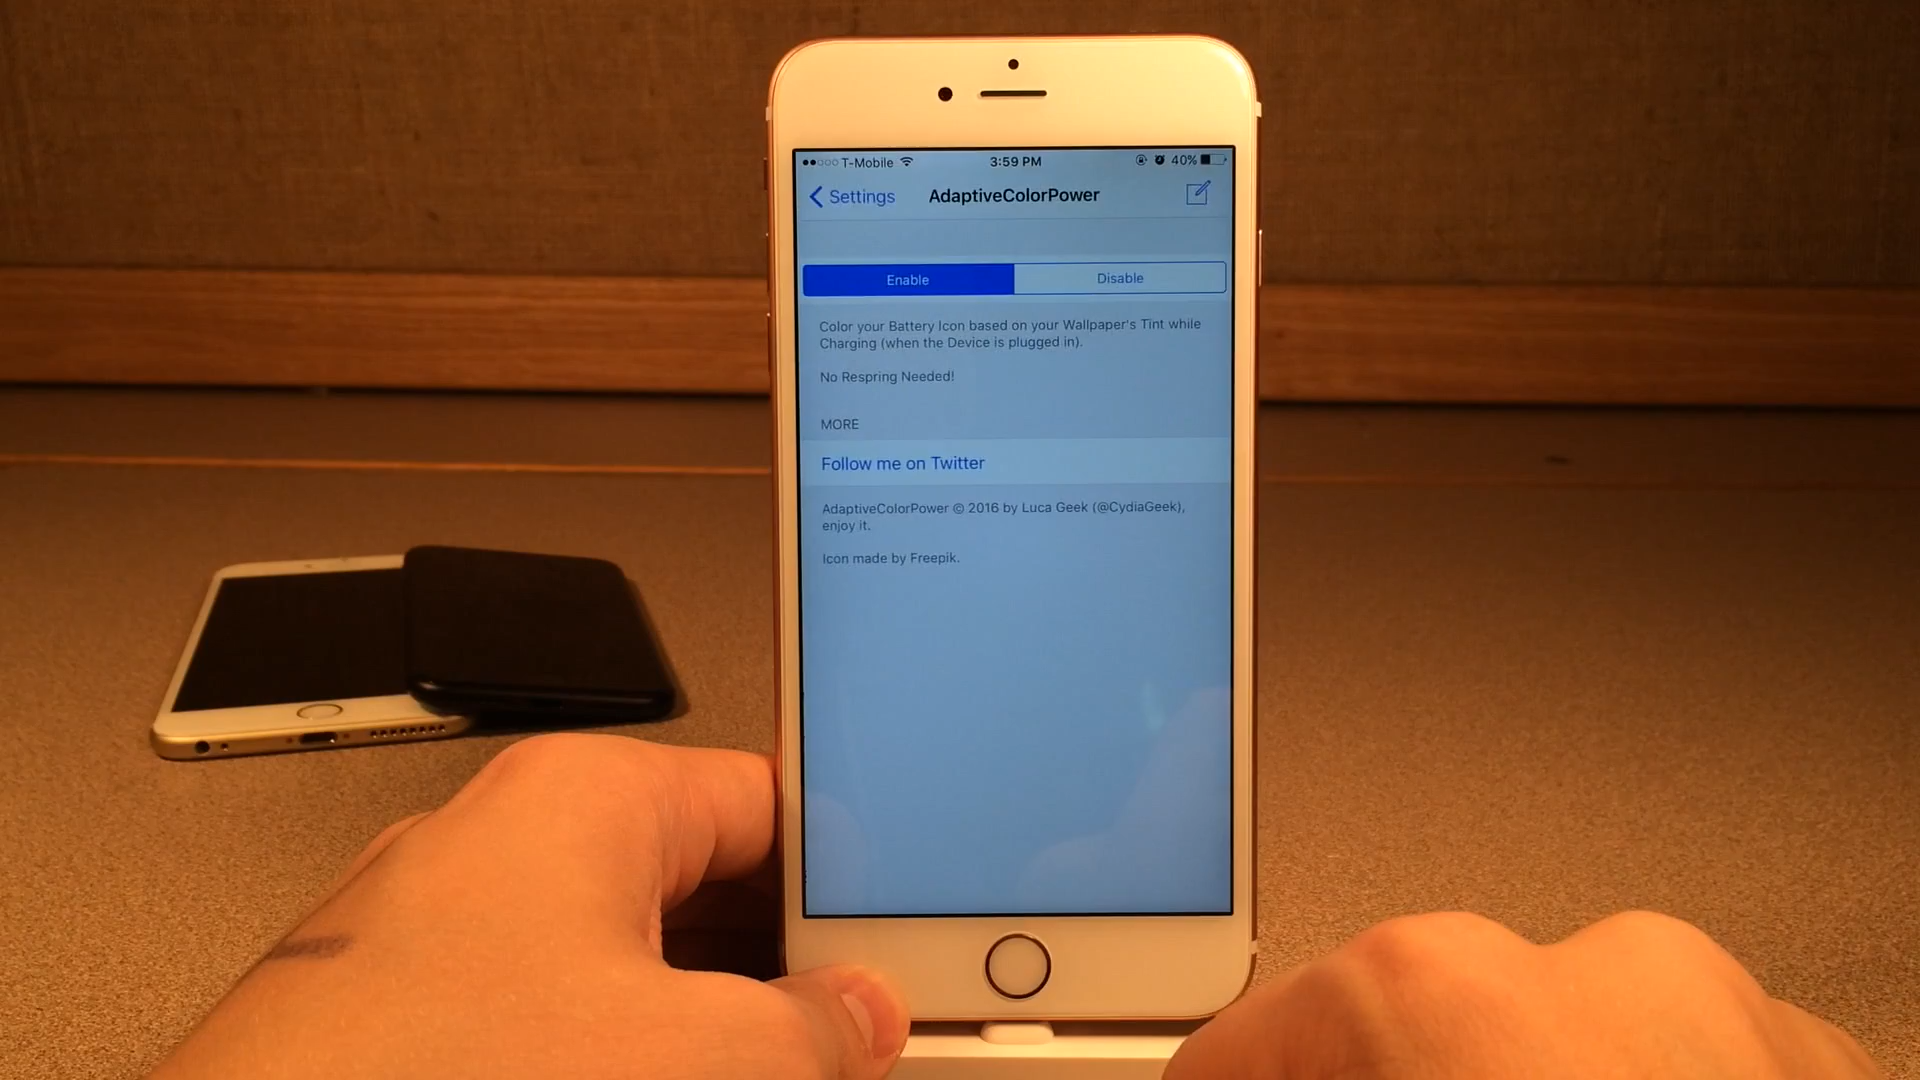 T-Mobile 3:59 PM 40%
Settings AdaptiveColorPower
Enable Disable
Color your Battery Icon based on your Wallpaper's Tint while
Charging (when the Device is plugged in).
No Respring Needed!
MORE
Follow me on Twitter
AdaptiveColorPower © 2016 by Luca Geek (@CydiaGeek),
enjoy it.
Icon made by Freepik.